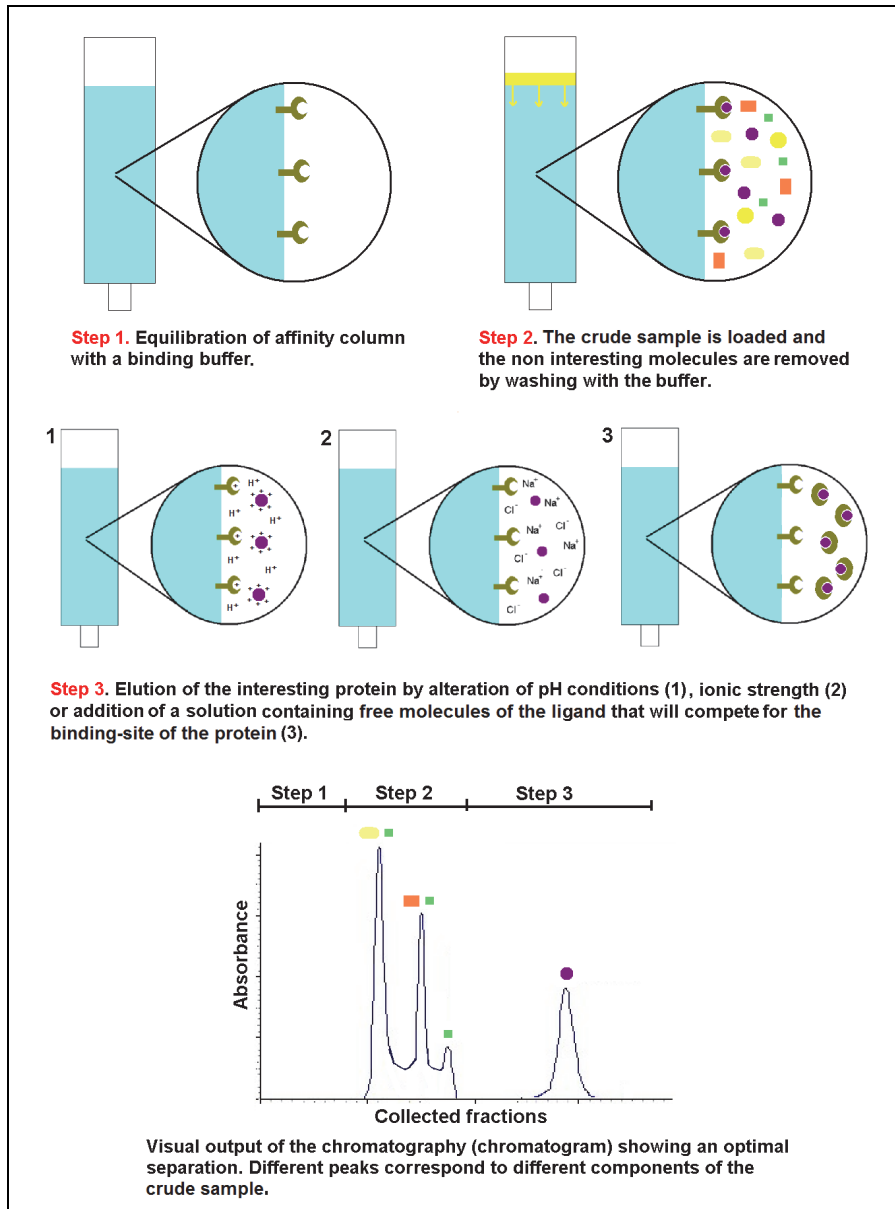 Step 1. Equilibration of affinity column
with a binding buffer.
Step 2. The crude sample is loaded and
the non interesting molecules are removed
by washing with the buffer.
1
+
H⁺
+ + + + + + + +
H⁺
H⁺
+
+ + + + + + + +
H⁺
H⁺
+
+ + + + + + + +
H⁺
2
Na⁺
Na⁺
Cl⁻
Na⁺
Cl⁻
Na⁺
Cl⁻
Na⁺
Cl⁻
Cl⁻
3
Step 3. Elution of the interesting protein by alteration of pH conditions (1), ionic strength (2)
or addition of a solution containing free molecules of the ligand that will compete for the
binding-site of the protein (3).
Step 1 Step 2 Step 3
Absorbance
Collected fractions
Visual output of the chromatography (chromatogram) showing an optimal
separation. Different peaks correspond to different components of the
crude sample.